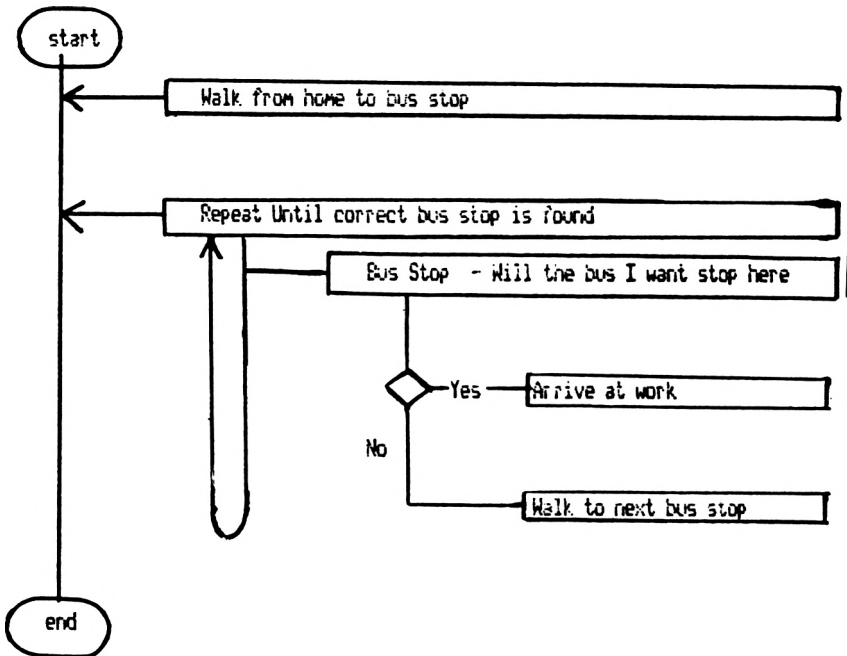 start
Walk from home to bus stop
Repeat Until correct bus stop is found
Bus Stop - Will the bus I want stop here
Yes
Arrive at work
No
Walk to next bus stop
end